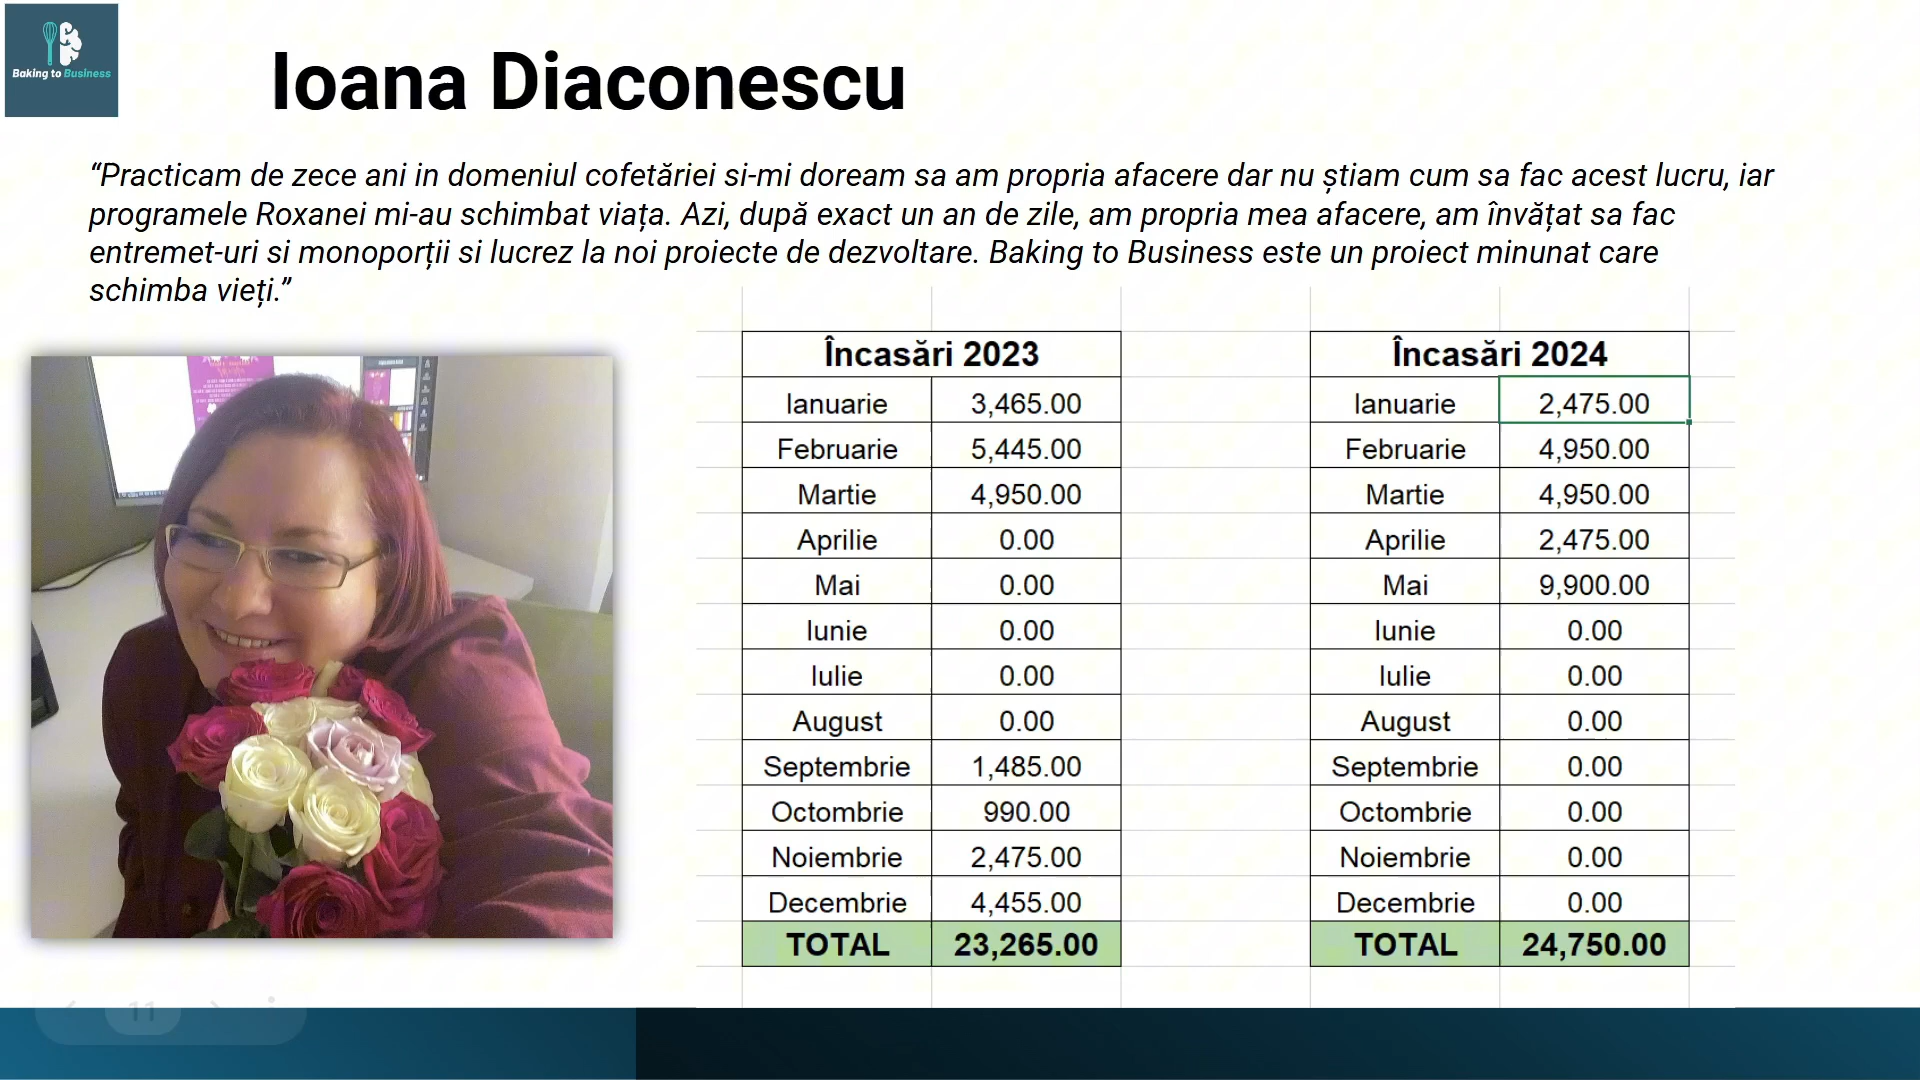 Baking to Business
Ioana Diaconescu
“Practicam de zece ani in domeniul cofetăriei si-mi doream sa am propria afacere dar nu știam cum sa fac acest lucru, iar
programele Roxanei mi-au schimbat viața. Azi, după exact un an de zile, am propria mea afacere, am învățat sa fac
entremet-uri si monoporții si lucrez la noi proiecte de dezvoltare. Baking to Business este un proiect minunat care
schimba vieți.”
Încasări 2023
Ianuarie 3,465.00
Februarie 5,445.00
Martie 4,950.00
Aprilie 0.00
Mai 0.00
Iunie 0.00
Iulie 0.00
August 0.00
Septembrie 1,485.00
Octombrie 990.00
Noiembrie 2,475.00
Decembrie 4,455.00
TOTAL 23,265.00
Încasări 2024
Ianuarie 2,475.00
Februarie 4,950.00
Martie 4,950.00
Aprilie 2,475.00
Mai 9,900.00
Iunie 0.00
Iulie 0.00
August 0.00
Septembrie 0.00
Octombrie 0.00
Noiembrie 0.00
Decembrie 0.00
TOTAL 24,750.00
11